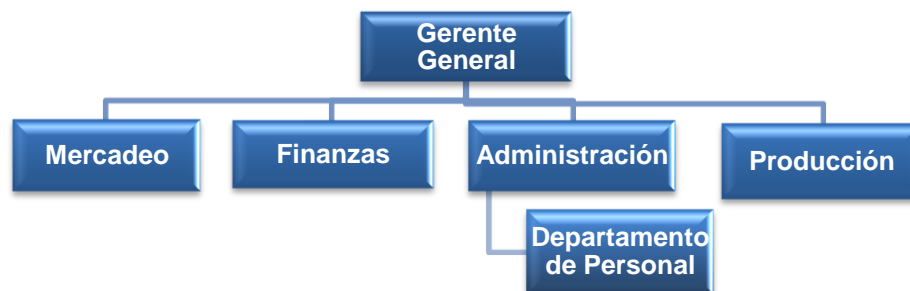 Gerente
General
Mercadeo
Finanzas
Administración
Producción
Departamento
de Personal